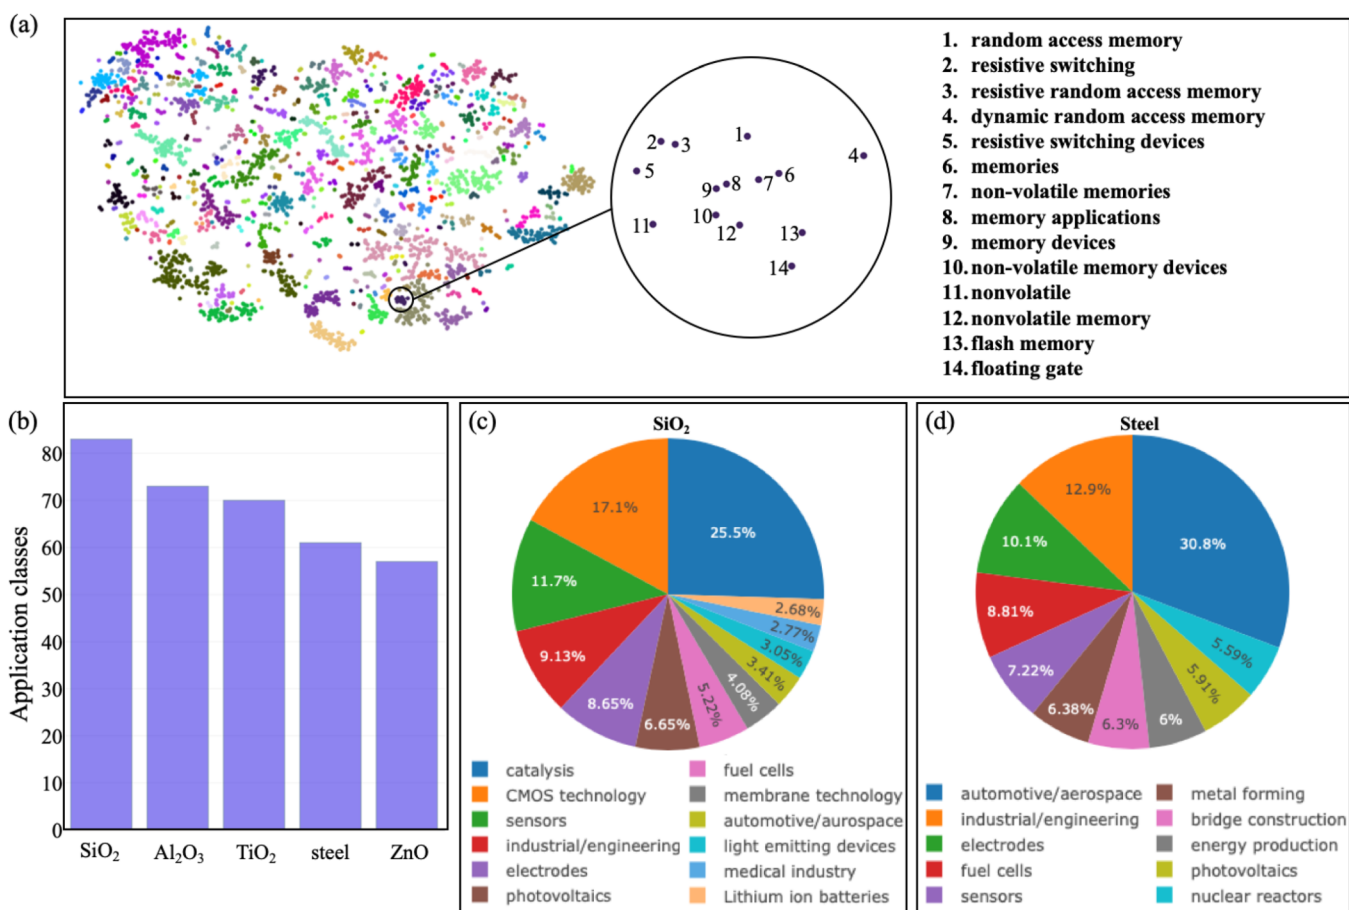 (a)
1. random access memory
2. resistive switching
3. resistive random access memory
4. dynamic random access memory
5. resistive switching devices
6. memories
7. non-volatile memories
8. memory applications
9. memory devices
10. non-volatile memory devices
11. nonvolatile
12. nonvolatile memory
13. flash memory
14. floating gate
1
2
3
4
5
6
7
8
9
10
11
12
13
14
(b)
Application classes
80
70
60
50
40
30
20
10
0
SiO₂
Al₂O₃
TiO₂
steel
ZnO
(c)
SiO₂
17.1%
25.5%
11.7%
2.68%
2.77%
3.05%
3.41%
9.13%
4.08%
8.65%
5.22%
6.65%
catalysis
CMOS technology
sensors
industrial/engineering
electrodes
photovoltaics
fuel cells
membrane technology
automotive/aurospace
light emitting devices
medical industry
Lithium ion batteries
(d)
Steel
12.9%
30.8%
10.1%
8.81%
5.59%
7.22%
5.91%
6.38%
6.3%
6%
automotive/aerospace
industrial/engineering
electrodes
fuel cells
sensors
metal forming
bridge construction
energy production
photovoltaics
nuclear reactors